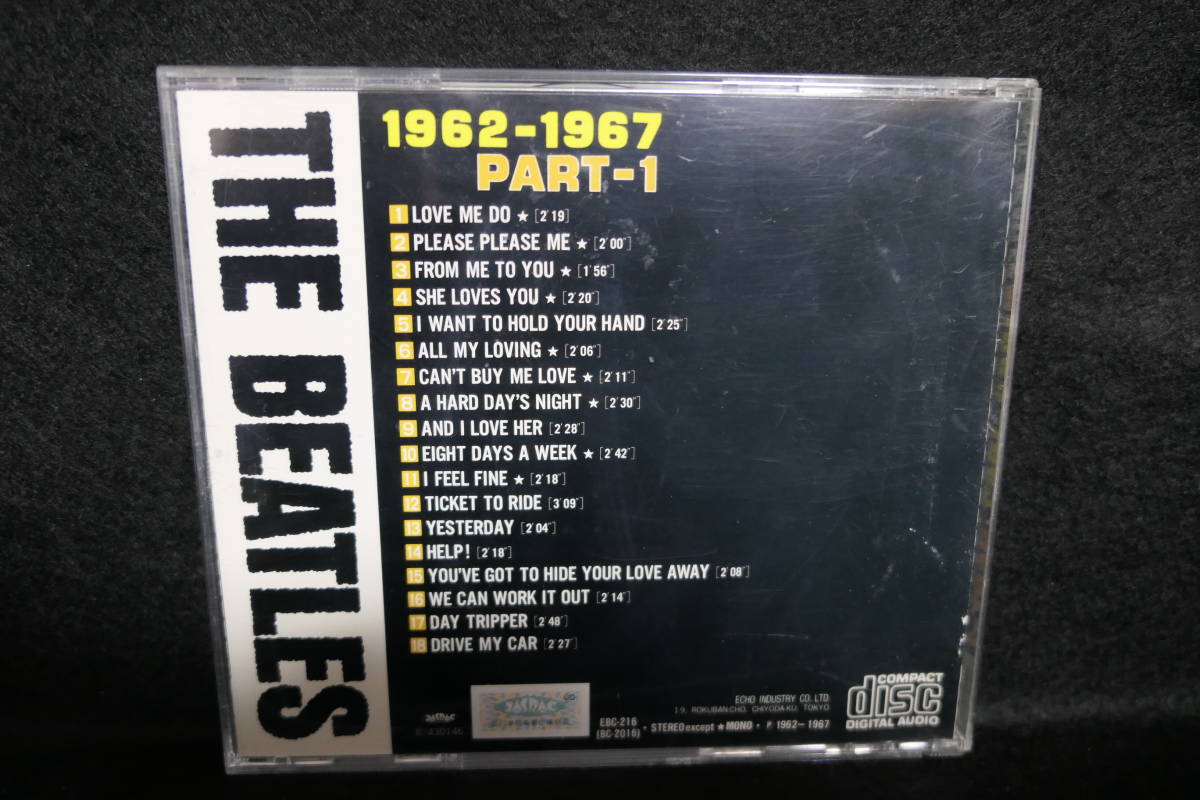 THE BEATLES
1962-1967
PART-1
1 LOVE ME DO ★ [2'19]
2 PLEASE PLEASE ME ★ [2'00"]
3 FROM ME TO YOU ★ [1'56"]
4 SHE LOVES YOU ★ [2'20"]
5 I WANT TO HOLD YOUR HAND [2'25"]
6 ALL MY LOVING ★ [2'06"]
7 CAN'T BUY ME LOVE ★ [2'11"]
8 A HARD DAY'S NIGHT ★ [2'30"]
9 AND I LOVE HER [2'28"]
10 EIGHT DAYS A WEEK ★ [2'42"]
11 I FEEL FINE ★ [2'18"]
12 TICKET TO RIDE [3'09"]
13 YESTERDAY [2'04"]
14 HELP! [2'18"]
15 YOU'VE GOT TO HIDE YOUR LOVE AWAY [2'08"]
16 WE CAN WORK IT OUT [2'14"]
17 DAY TRIPPER [2'48"]
18 DRIVE MY CAR [2'27"]
JASRAC
R-430146
JASRAC
EBC-216
(BC-2016)
• STEREO except ★ MONO • ℗ 1962-1967
ECHO INDUSTRY CO. LTD.
1-9, ROKUBAN-CHO, CHIYODA-KU, TOKYO
COMPACT
disc
DIGITAL AUDIO